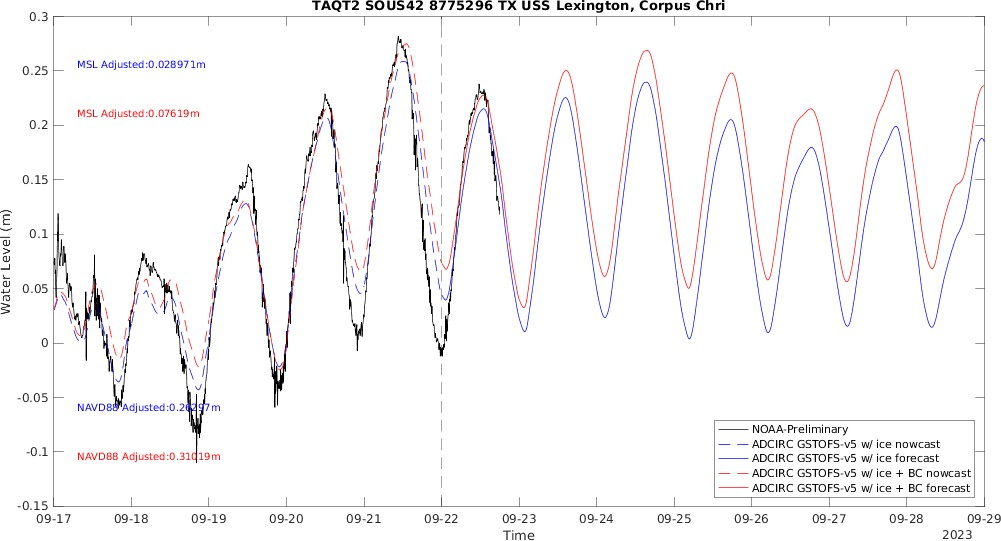 TAQT2 SOUS42 8775296 TX USS Lexington, Corpus Chri
0.3
0.25
0.2
0.15
0.1
0.05
0
-0.05
-0.1
-0.15
Water Level (m)
MSL Adjusted:0.028971m
MSL Adjusted:0.07619m
NAVD88 Adjusted:0.26297m
NAVD88 Adjusted:0.31019m
NOAA-Preliminary
ADCIRC GSTOFS-v5 w/ ice nowcast
ADCIRC GSTOFS-v5 w/ ice forecast
ADCIRC GSTOFS-v5 w/ ice + BC nowcast
ADCIRC GSTOFS-v5 w/ ice + BC forecast
09-17 09-18 09-19 09-20 09-21 09-22 09-23 09-24 09-25 09-26 09-27 09-28 09-29
Time
2023